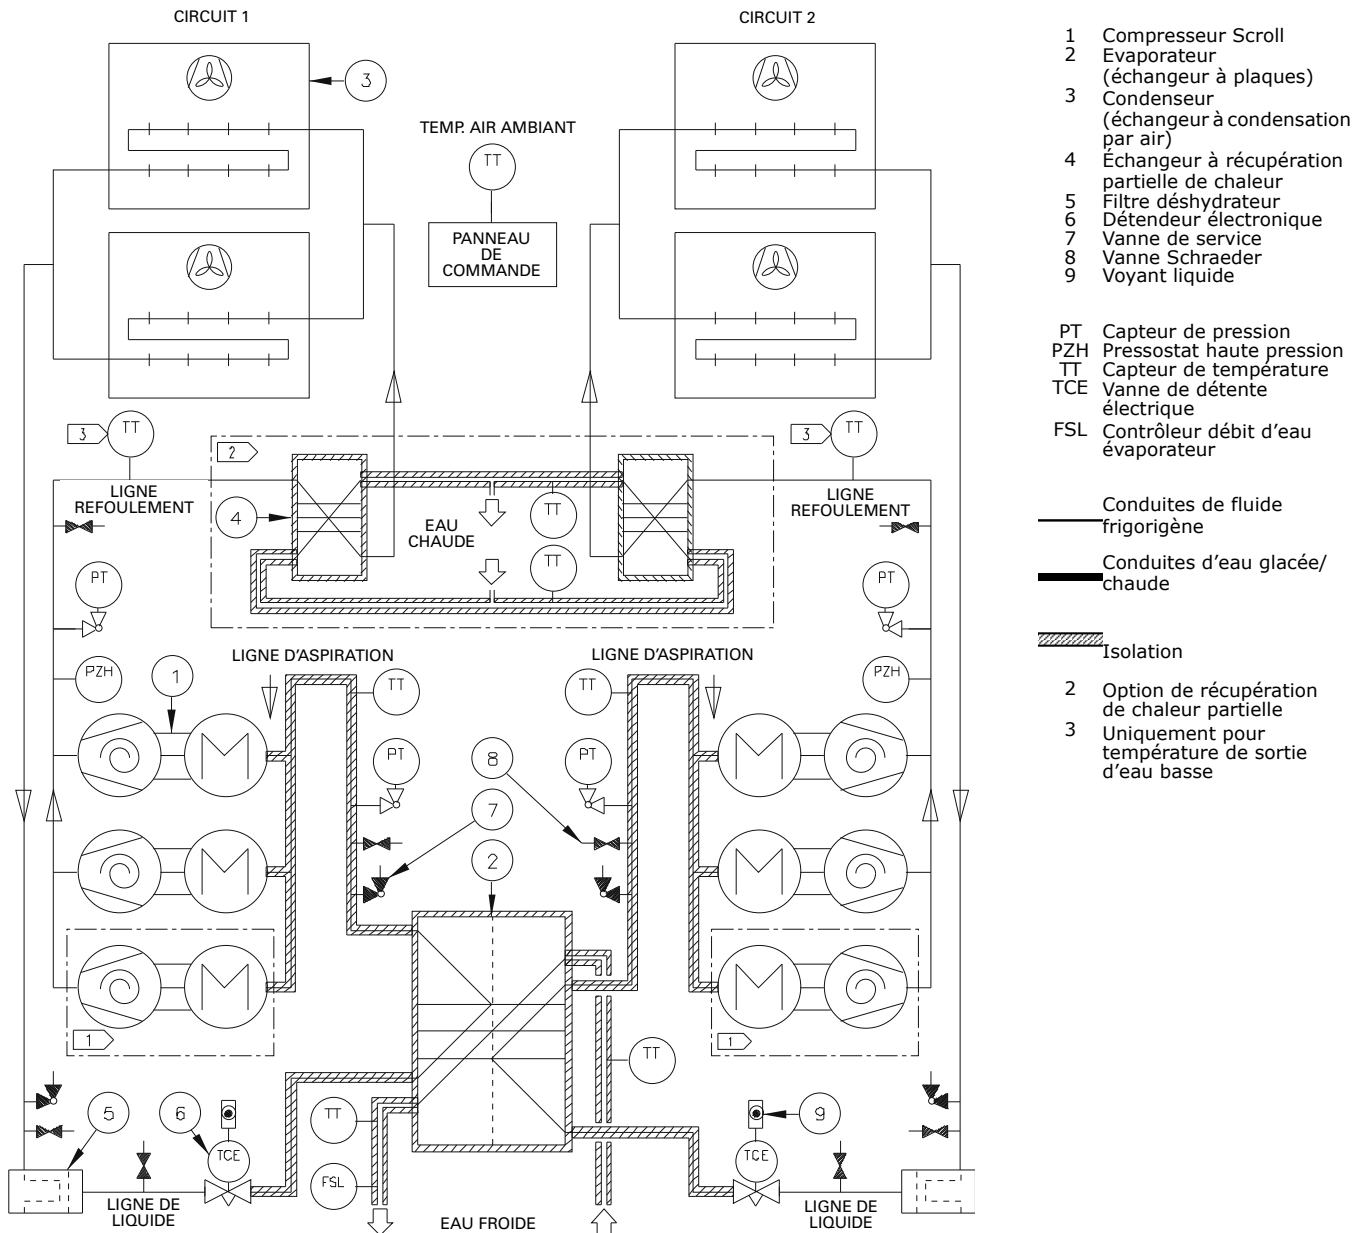 CIRCUIT 1
CIRCUIT 2
3
TEMP. AIR AMBIANT
TT
PANNEAU
DE
COMMANDE
3
TT
LIGNE
REFOULEMENT
2
4
EAU
CHAUDE
TT
TT
3
TT
LIGNE
REFOULEMENT
PT
PT
PZH
PZH
1
LIGNE D'ASPIRATION
LIGNE D'ASPIRATION
TT
TT
PT
PT
8
7
2
M
M
M
M
M
M
1
1
TT
5
6
TCE
TT
FSL
9
TCE
LIGNE DE
LIQUIDE
EAU FROIDE
LIGNE DE
LIQUIDE
1 Compresseur Scroll
2 Evaporateur
(échangeur à plaques)
3 Condenseur
(échangeur à condensation
par air)
4 Échangeur à récupération
partielle de chaleur
5 Filtre déshydrateur
6 Détendeur électronique
7 Vanne de service
8 Vanne Schraeder
9 Voyant liquide
PT Capteur de pression
PZH Pressostat haute pression
TT Capteur de température
TCE Vanne de détente
électrique
FSL Contrôleur débit d'eau
évaporateur
Conduites de fluide
frigorigène
Conduites d'eau glacée/
chaude
Isolation
2 Option de récupération
de chaleur partielle
3 Uniquement pour
température de sortie
d'eau basse